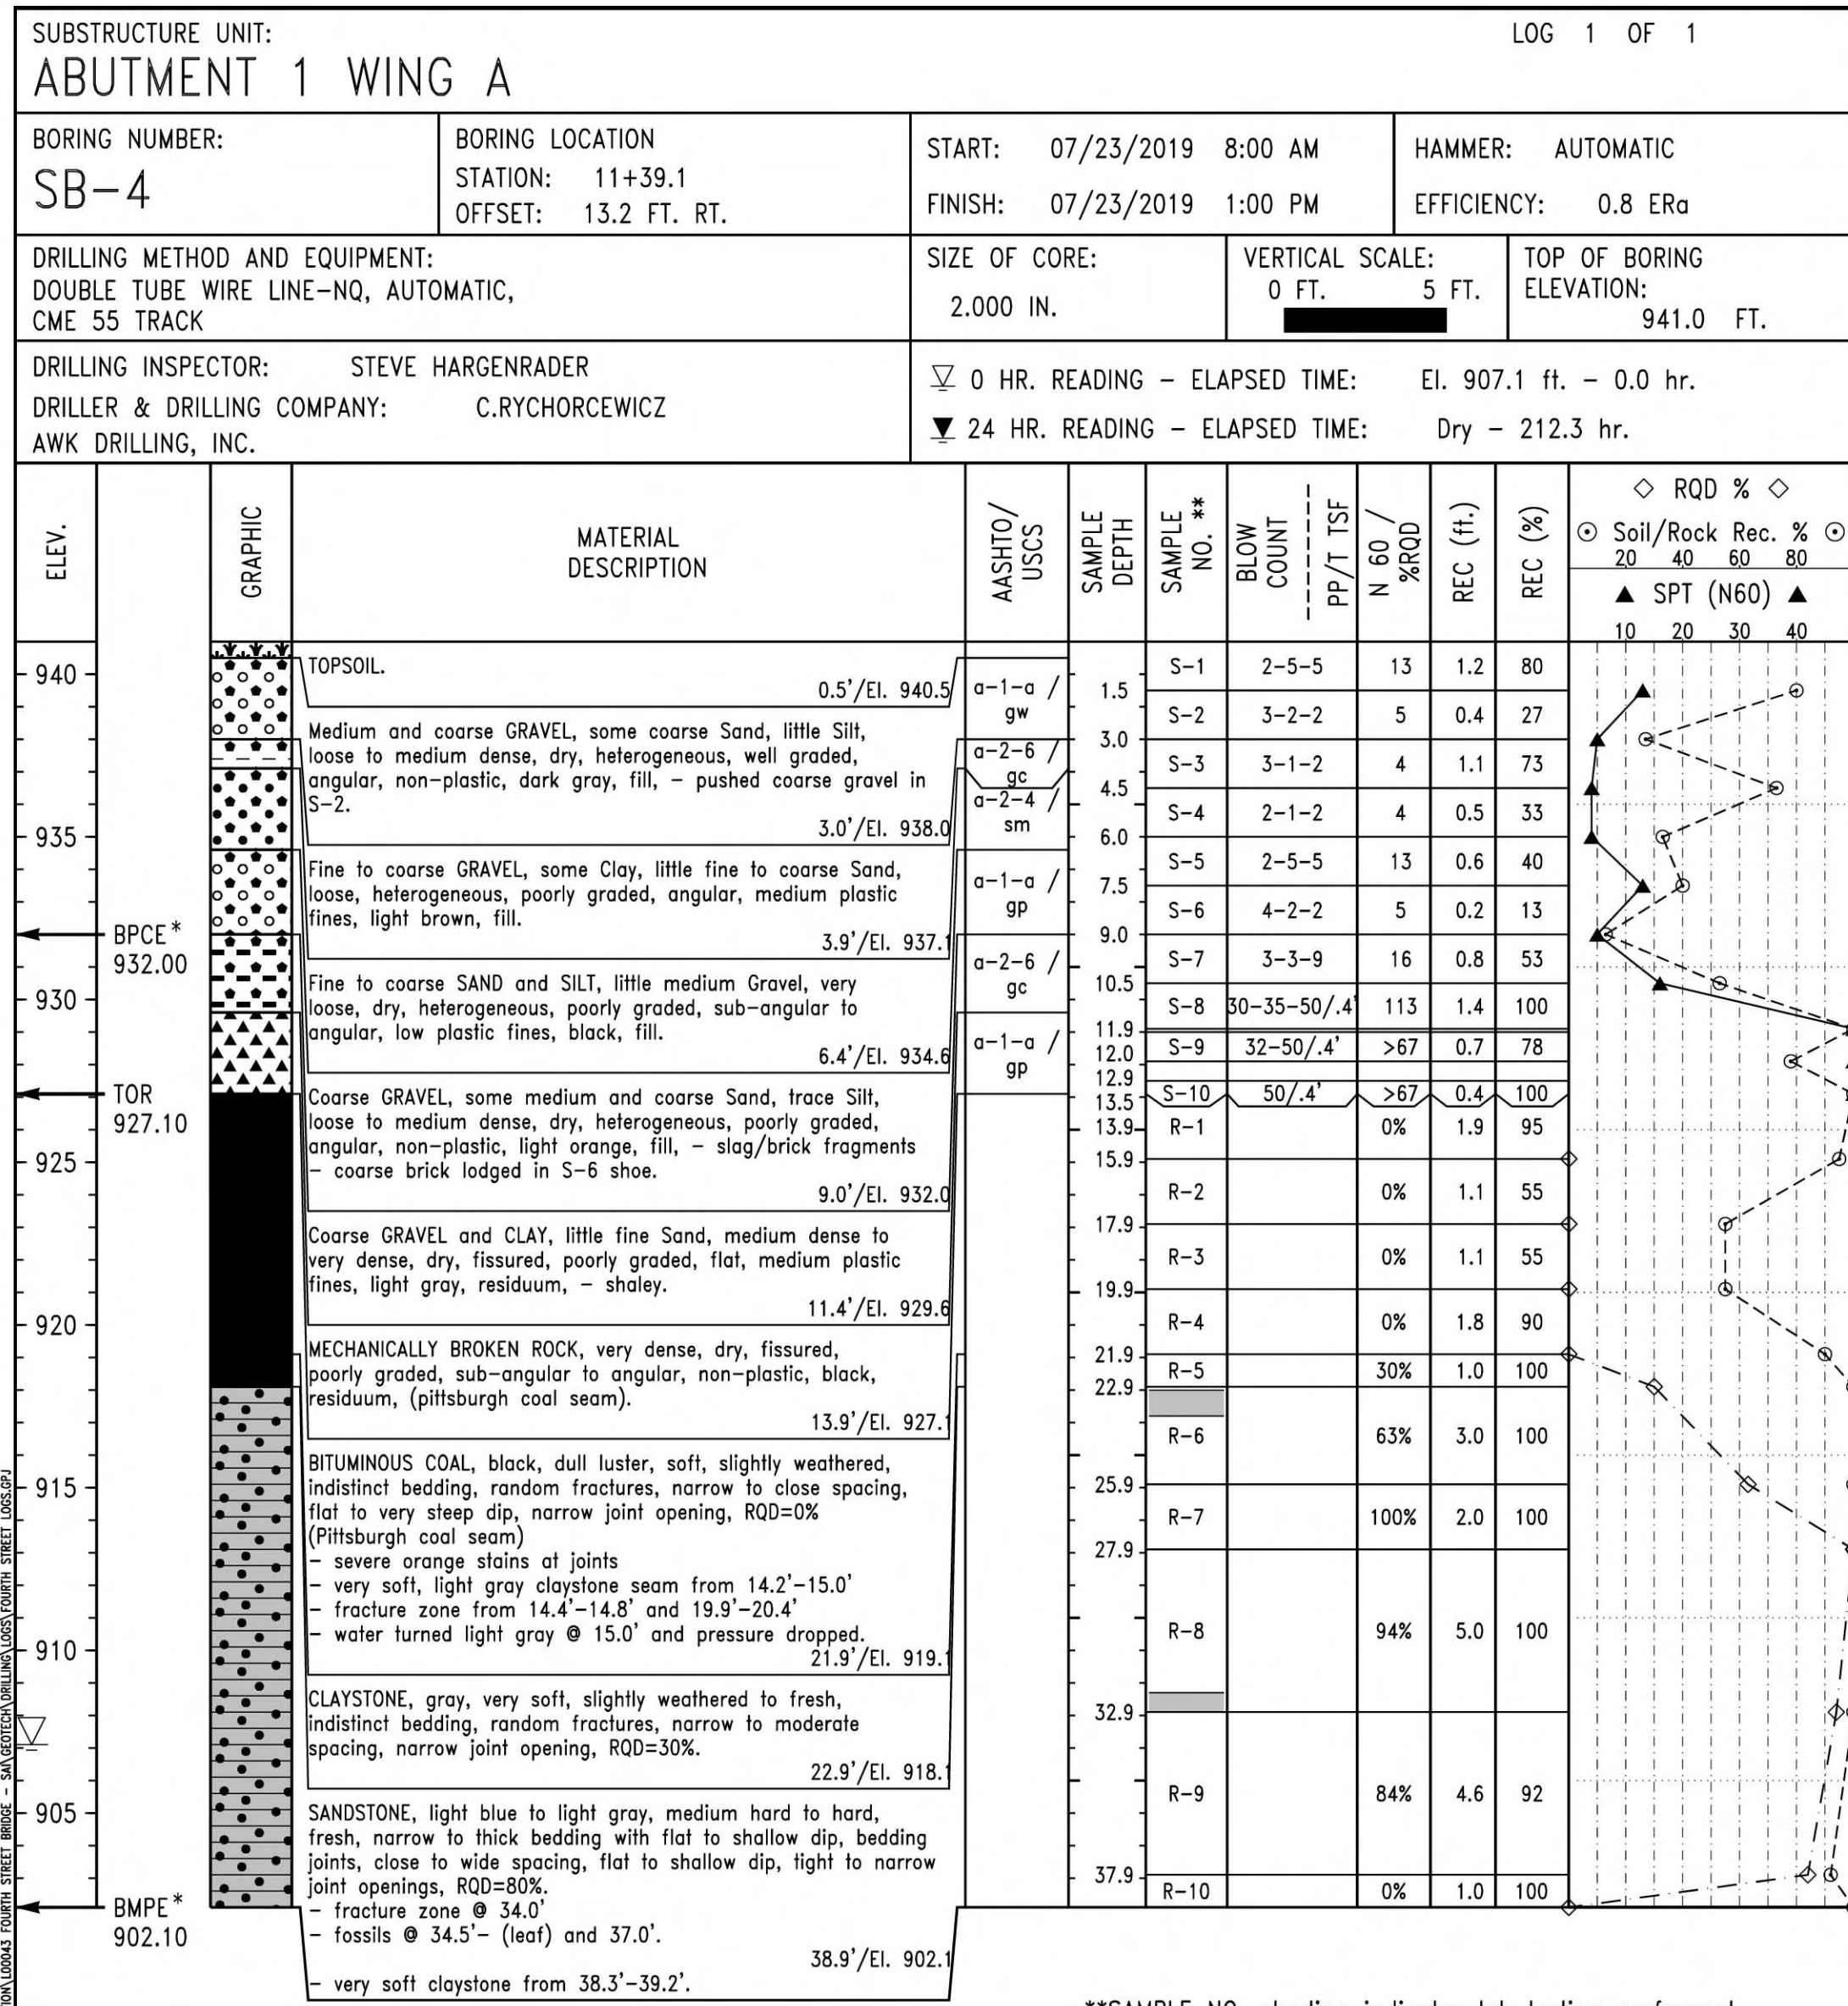 SUBSTRUCTURE UNIT:
ABUTMENT 1 WING A
LOG 1 OF 1
BORING NUMBER:
SB-4
BORING LOCATION
STATION: 11+39.1
OFFSET: 13.2 FT. RT.
START: 07/23/2019 8:00 AM
FINISH: 07/23/2019 1:00 PM
HAMMER: AUTOMATIC
EFFICIENCY: 0.8 ERa
DRILLING METHOD AND EQUIPMENT:
DOUBLE TUBE WIRE LINE-NQ, AUTOMATIC,
CME 55 TRACK
SIZE OF CORE:
2.000 IN.
VERTICAL SCALE:
0 FT. 5 FT.
TOP OF BORING
ELEVATION:
941.0 FT.
DRILLING INSPECTOR: STEVE HARGENRADER
DRILLER & DRILLING COMPANY: C.RYCHORCEWICZ
AWK DRILLING, INC.
0 HR. READING - ELAPSED TIME: El. 907.1 ft. - 0.0 hr.
24 HR. READING - ELAPSED TIME: Dry - 212.3 hr.
ELEV.
GRAPHIC
MATERIAL
DESCRIPTION
AASHTO/
USCS
SAMPLE
DEPTH
SAMPLE
NO. **
BLOW
COUNT
PP/T TSF
N 60 /
%RQD
REC (ft.)
REC (%)
◇ RQD % ◇
⊙ Soil/Rock Rec. % ⊙
20 40 60 80
▲ SPT (N60) ▲
10 20 30 40
940
935
BPCE*
932.00
930
TOR
927.10
925
920
915
910
905
BMPE*
902.10
TOPSOIL.
0.5'/El. 940.5
Medium and coarse GRAVEL, some coarse Sand, little Silt,
loose to medium dense, dry, heterogeneous, well graded,
angular, non-plastic, dark gray, fill, - pushed coarse gravel in
S-2.
3.0'/El. 938.0
Fine to coarse GRAVEL, some Clay, little fine to coarse Sand,
loose, heterogeneous, poorly graded, angular, medium plastic
fines, light brown, fill.
3.9'/El. 937.1
Fine to coarse SAND and SILT, little medium Gravel, very
loose, dry, heterogeneous, poorly graded, sub-angular to
angular, low plastic fines, black, fill.
6.4'/El. 934.6
Coarse GRAVEL, some medium and coarse Sand, trace Silt,
loose to medium dense, dry, heterogeneous, poorly graded,
angular, non-plastic, light orange, fill, - slag/brick fragments
- coarse brick lodged in S-6 shoe.
9.0'/El. 932.0
Coarse GRAVEL and CLAY, little fine Sand, medium dense to
very dense, dry, fissured, poorly graded, flat, medium plastic
fines, light gray, residuum, - shaley.
11.4'/El. 929.6
MECHANICALLY BROKEN ROCK, very dense, dry, fissured,
poorly graded, sub-angular to angular, non-plastic, black,
residuum, (pittsburgh coal seam).
13.9'/El. 927.1
BITUMINOUS COAL, black, dull luster, soft, slightly weathered,
indistinct bedding, random fractures, narrow to close spacing,
flat to very steep dip, narrow joint opening, RQD=0%
(Pittsburgh coal seam)
- severe orange stains at joints
- very soft, light gray claystone seam from 14.2'-15.0'
- fracture zone from 14.4'-14.8' and 19.9'-20.4'
- water turned light gray @ 15.0' and pressure dropped.
21.9'/El. 919.1
CLAYSTONE, gray, very soft, slightly weathered to fresh,
indistinct bedding, random fractures, narrow to moderate
spacing, narrow joint opening, RQD=30%.
22.9'/El. 918.1
SANDSTONE, light blue to light gray, medium hard to hard,
fresh, narrow to thick bedding with flat to shallow dip, bedding
joints, close to wide spacing, flat to shallow dip, tight to narrow
joint openings, RQD=80%.
- fracture zone @ 34.0'
- fossils @ 34.5'- (leaf) and 37.0'.
38.9'/El. 902.1
- very soft claystone from 38.3'-39.2'.
a-1-a /
gw
a-2-6 /
gc
a-2-4 /
sm
a-1-a /
gp
a-2-6 /
gc
a-1-a /
gp
S-1 2-5-5 13 1.2 80
1.5
S-2 3-2-2 5 0.4 27
3.0
S-3 3-1-2 4 1.1 73
4.5
S-4 2-1-2 4 0.5 33
6.0
S-5 2-5-5 13 0.6 40
7.5
S-6 4-2-2 5 0.2 13
9.0
S-7 3-3-9 16 0.8 53
10.5
S-8 30-35-50/.4' 113 1.4 100
11.9
S-9 32-50/.4' >67 0.7 78
12.0
12.9
S-10 50/.4' >67 0.4 100
13.5
13.9
R-1 0% 1.9 95
15.9
R-2 0% 1.1 55
17.9
R-3 0% 1.1 55
19.9
R-4 0% 1.8 90
21.9
R-5 30% 1.0 100
22.9
R-6 63% 3.0 100
25.9
R-7 100% 2.0 100
27.9
R-8 94% 5.0 100
32.9
R-9 84% 4.6 92
37.9
R-10 0% 1.0 100
TION\L00043 FOURTH STREET BRIDGE - SAI\GEOTECH\DRILLING\LOGS\FOURTH STREET LOGS.GPJ